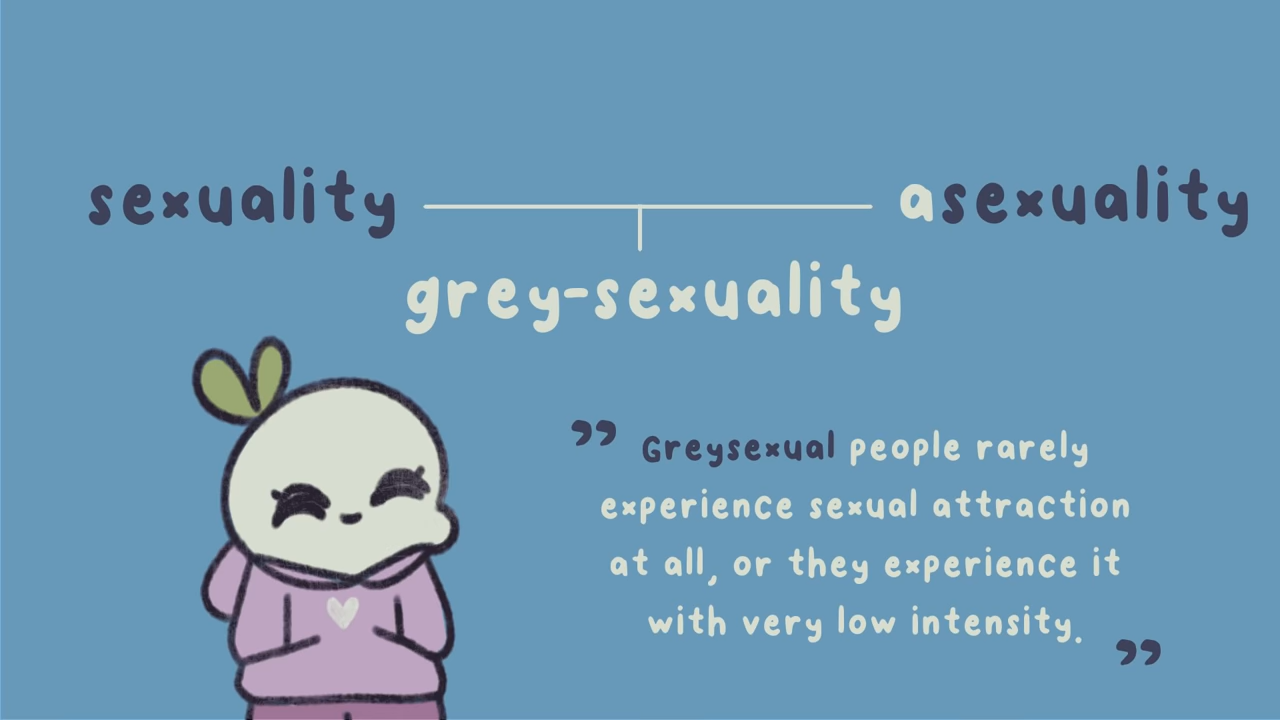 sexuality asexuality
grey-sexuality
” Greysexual people rarely
experience sexual attraction
at all, or they experience it
with very low intensity.
”